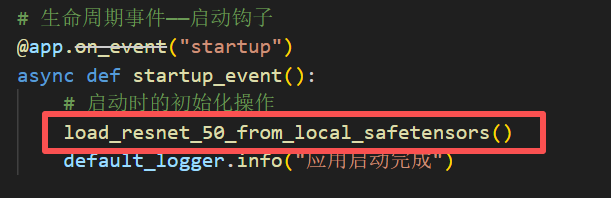 # 生命周期事件——启动钩子
@app.on_event("startup")
async def startup_event():
    # 启动时的初始化操作
    load_resnet_50_from_local_safetensors()
    default_logger.info("应用启动完成")